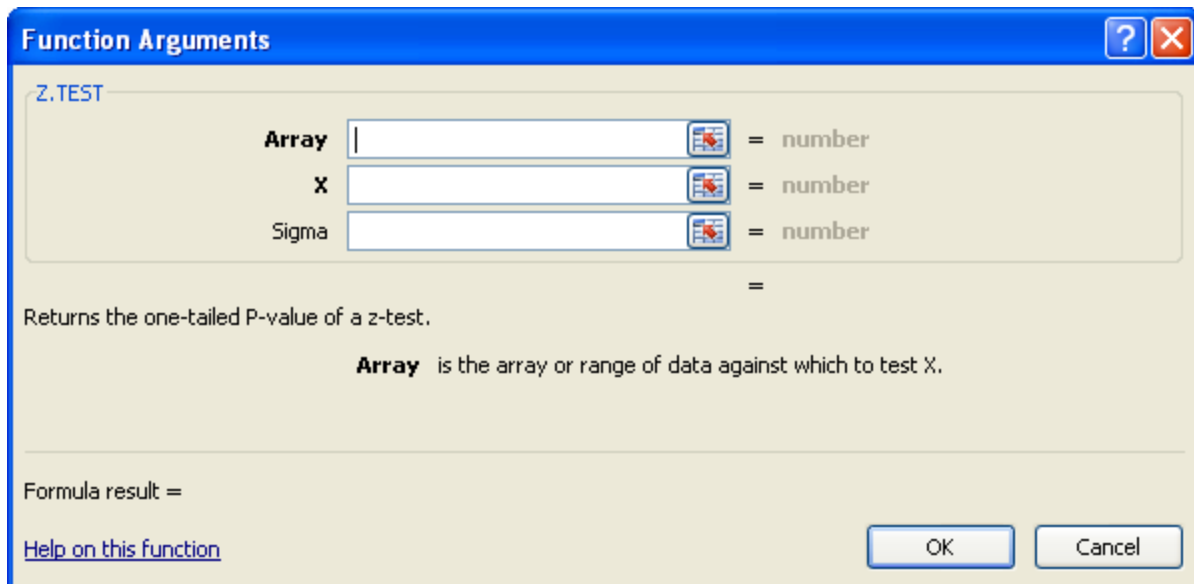 Function Arguments
Z.TEST
Array = number
X = number
Sigma = number
=
Returns the one-tailed P-value of a z-test.
Array is the array or range of data against which to test X.
Formula result =
Help on this function
OK Cancel